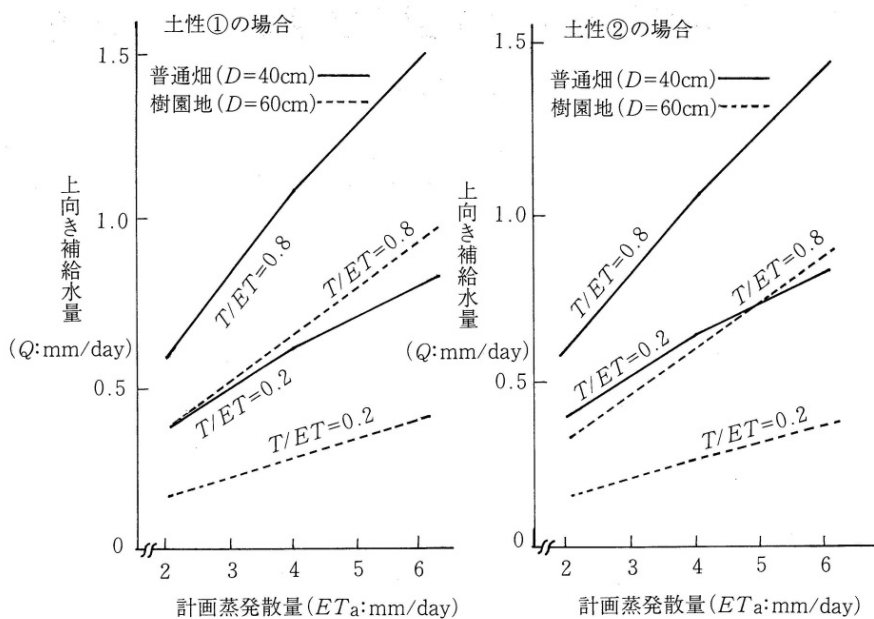 土性①の場合
普通畑(D=40cm)
樹園地(D=60cm)
上向き補給水量
(Q:mm/day)
1.5
1.0
0.5
0
T/ET=0.8
T/ET=0.8
T/ET=0.2
T/ET=0.2
2 3 4 5 6
計画蒸発散量(ETa:mm/day)
土性②の場合
普通畑(D=40cm)
樹園地(D=60cm)
上向き補給水量
(Q:mm/day)
1.5
1.0
0.5
0
T/ET=0.8
T/ET=0.8
T/ET=0.2
T/ET=0.2
2 3 4 5 6
計画蒸発散量(ETa:mm/day)